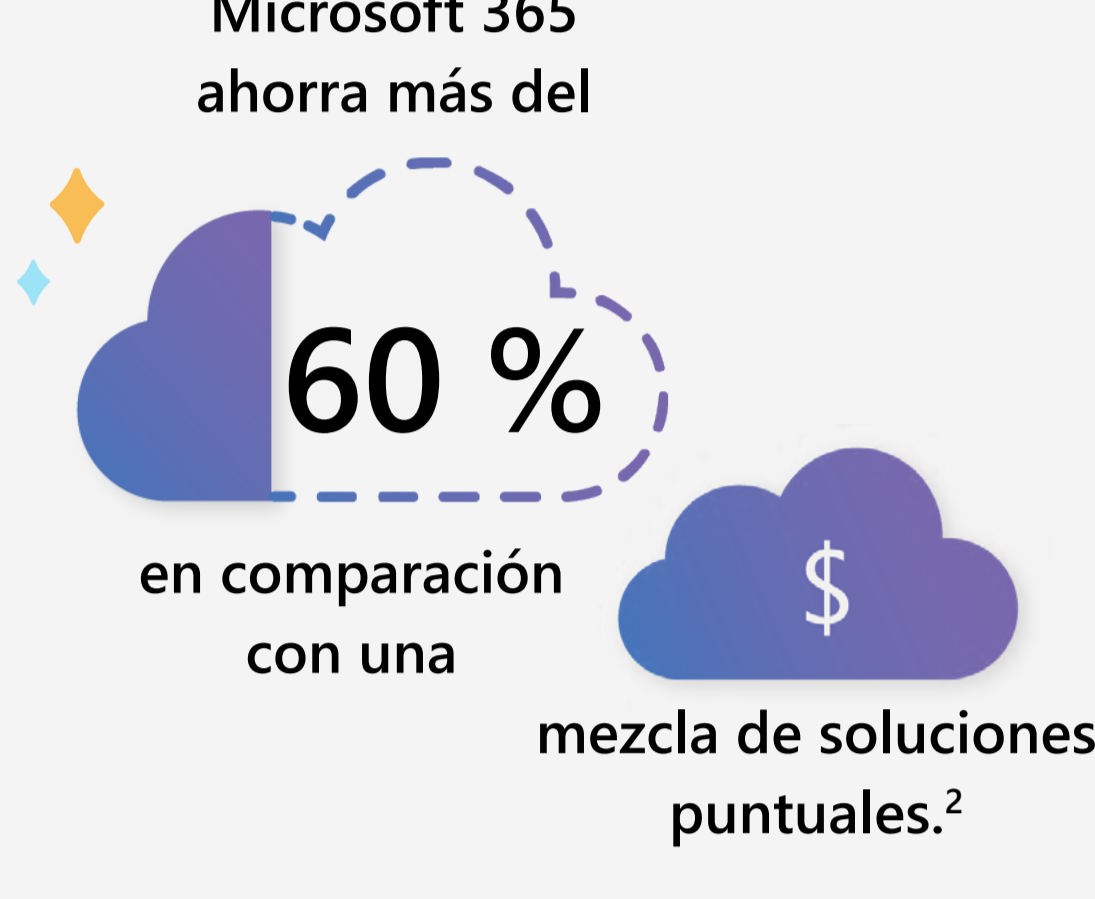 Microsoft 365
ahorra más del
60 %
en comparación
con una
$
mezcla de soluciones
puntuales.²